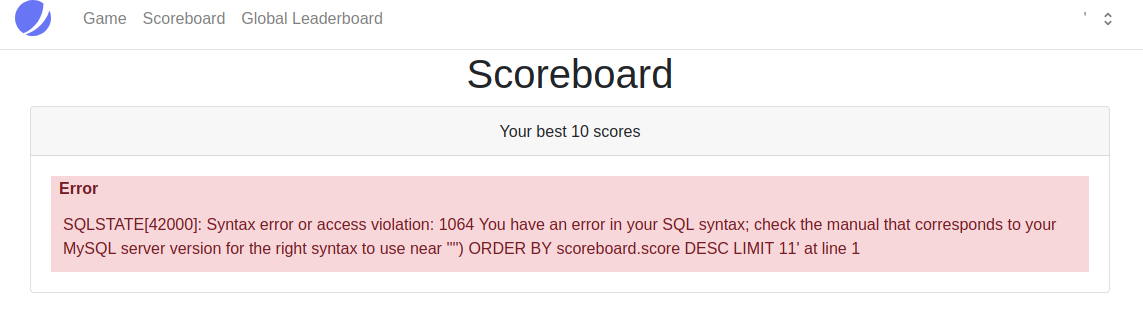 Game Scoreboard Global Leaderboard '
Scoreboard
Your best 10 scores
Error
SQLSTATE[42000]: Syntax error or access violation: 1064 You have an error in your SQL syntax; check the manual that corresponds to your
MySQL server version for the right syntax to use near '''') ORDER BY scoreboard.score DESC LIMIT 11' at line 1